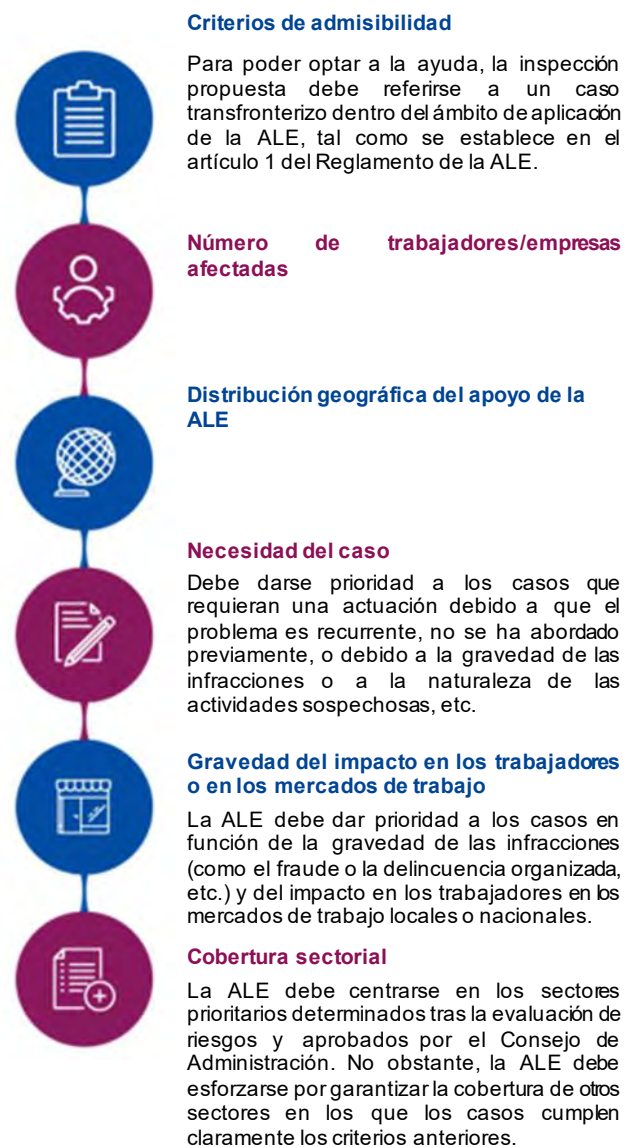 Criterios de admisibilidad
Para poder optar a la ayuda, la inspección
propuesta debe referirse a un caso
transfronterizo dentro del ámbito de aplicación
de la ALE, tal como se establece en el
artículo 1 del Reglamento de la ALE.
Número de trabajadores/empresas
afectadas
Distribución geográfica del apoyo de la
ALE
Necesidad del caso
Debe darse prioridad a los casos que
requieran una actuación debido a que el
problema es recurrente, no se ha abordado
previamente, o debido a la gravedad de las
infracciones o a la naturaleza de las
actividades sospechosas, etc.
Gravedad del impacto en los trabajadores
o en los mercados de trabajo
La ALE debe dar prioridad a los casos en
función de la gravedad de las infracciones
(como el fraude o la delincuencia organizada,
etc.) y del impacto en los trabajadores en los
mercados de trabajo locales o nacionales.
Cobertura sectorial
La ALE debe centrarse en los sectores
prioritarios determinados tras la evaluación de
riesgos y aprobados por el Consejo de
Administración. No obstante, la ALE debe
esforzarse por garantizar la cobertura de otros
sectores en los que los casos cumplen
claramente los criterios anteriores.